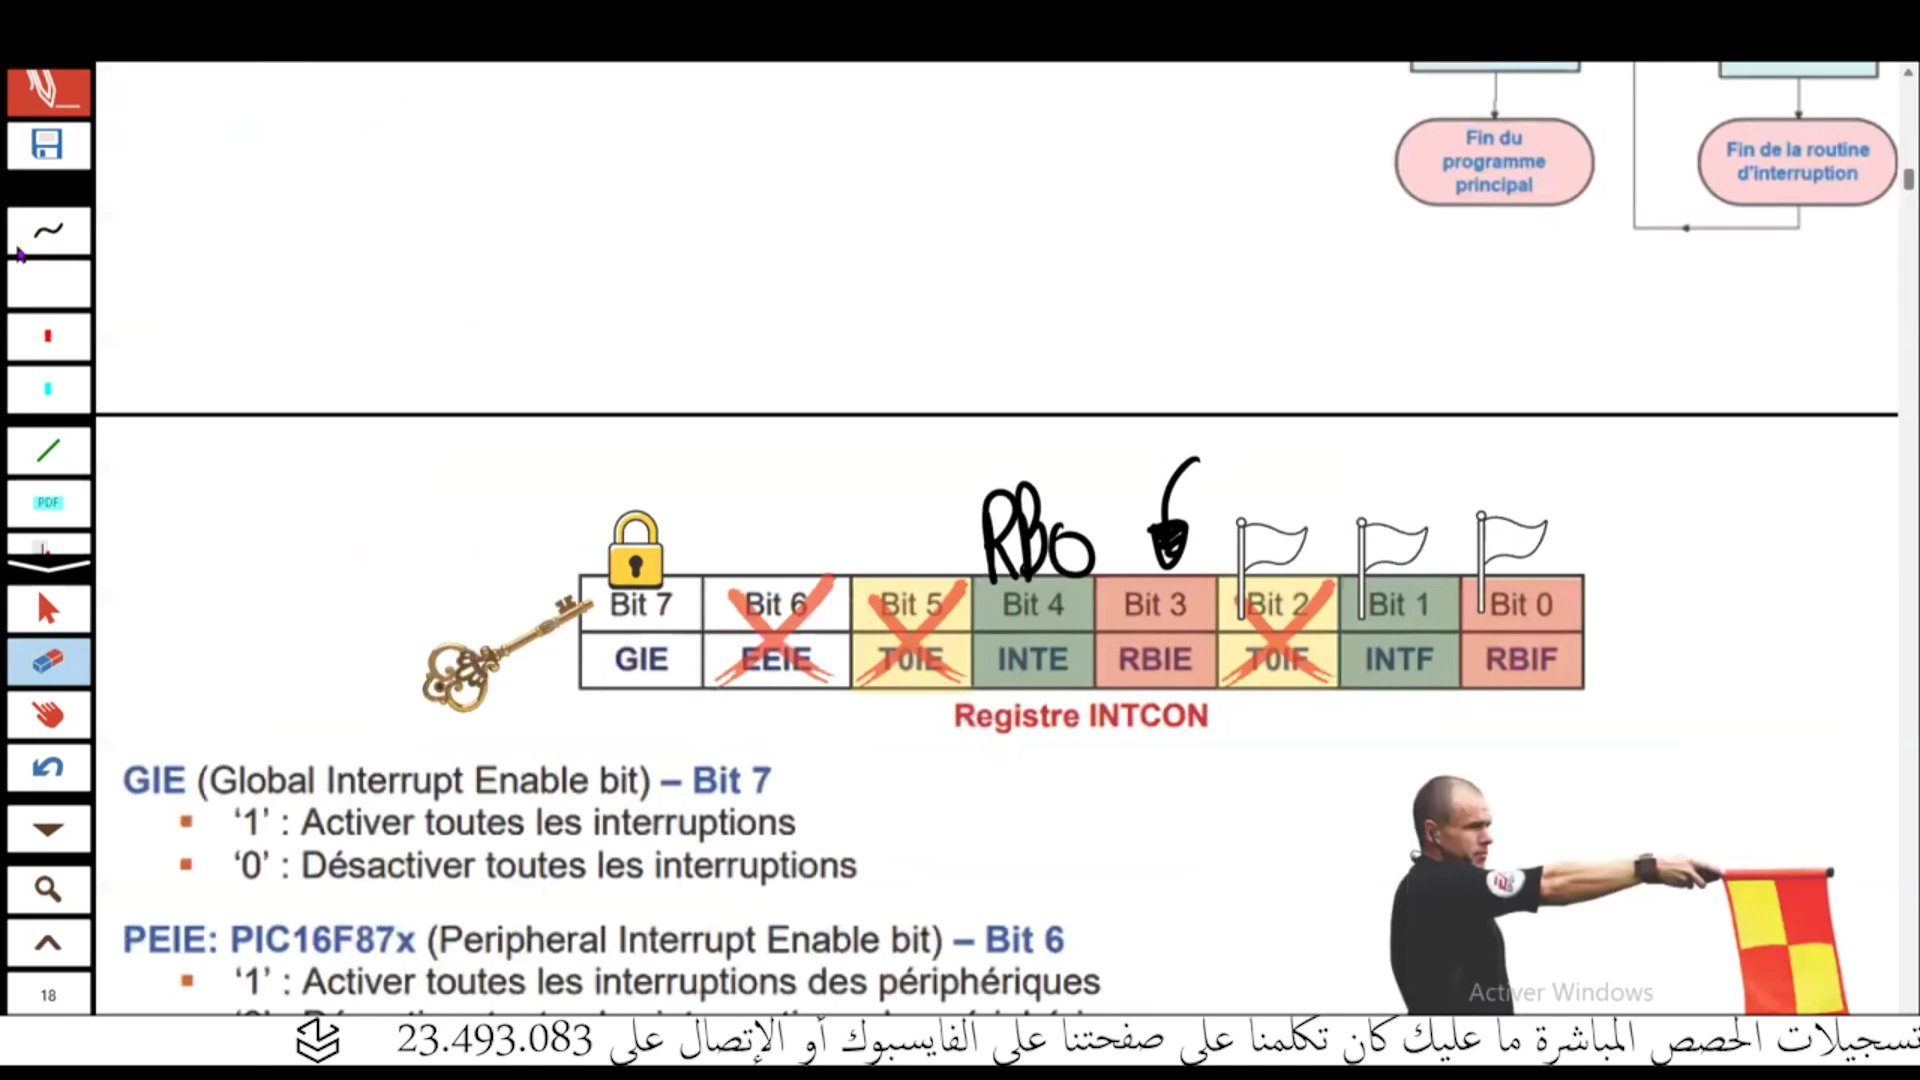 Fin du
programme
principal
Fin de la routine
d'interruption
PDF
RB0
Bit 7 Bit 6 Bit 5 Bit 4 Bit 3 Bit 2 Bit 1 Bit 0
GIE EEIE T0IE INTE RBIE T0IF INTF RBIF
Registre INTCON
GIE (Global Interrupt Enable bit) – Bit 7
▪ ‘1’ : Activer toutes les interruptions
▪ ‘0’ : Désactiver toutes les interruptions
PEIE: PIC16F87x (Peripheral Interrupt Enable bit) – Bit 6
▪ ‘1’ : Activer toutes les interruptions des périphériques
Activer Windows
18
تسجيلات الحصص المباشرة ما عليك كان تكلمنا على صفحتنا على الفايسبوك أو الإتصال على 23.493.083